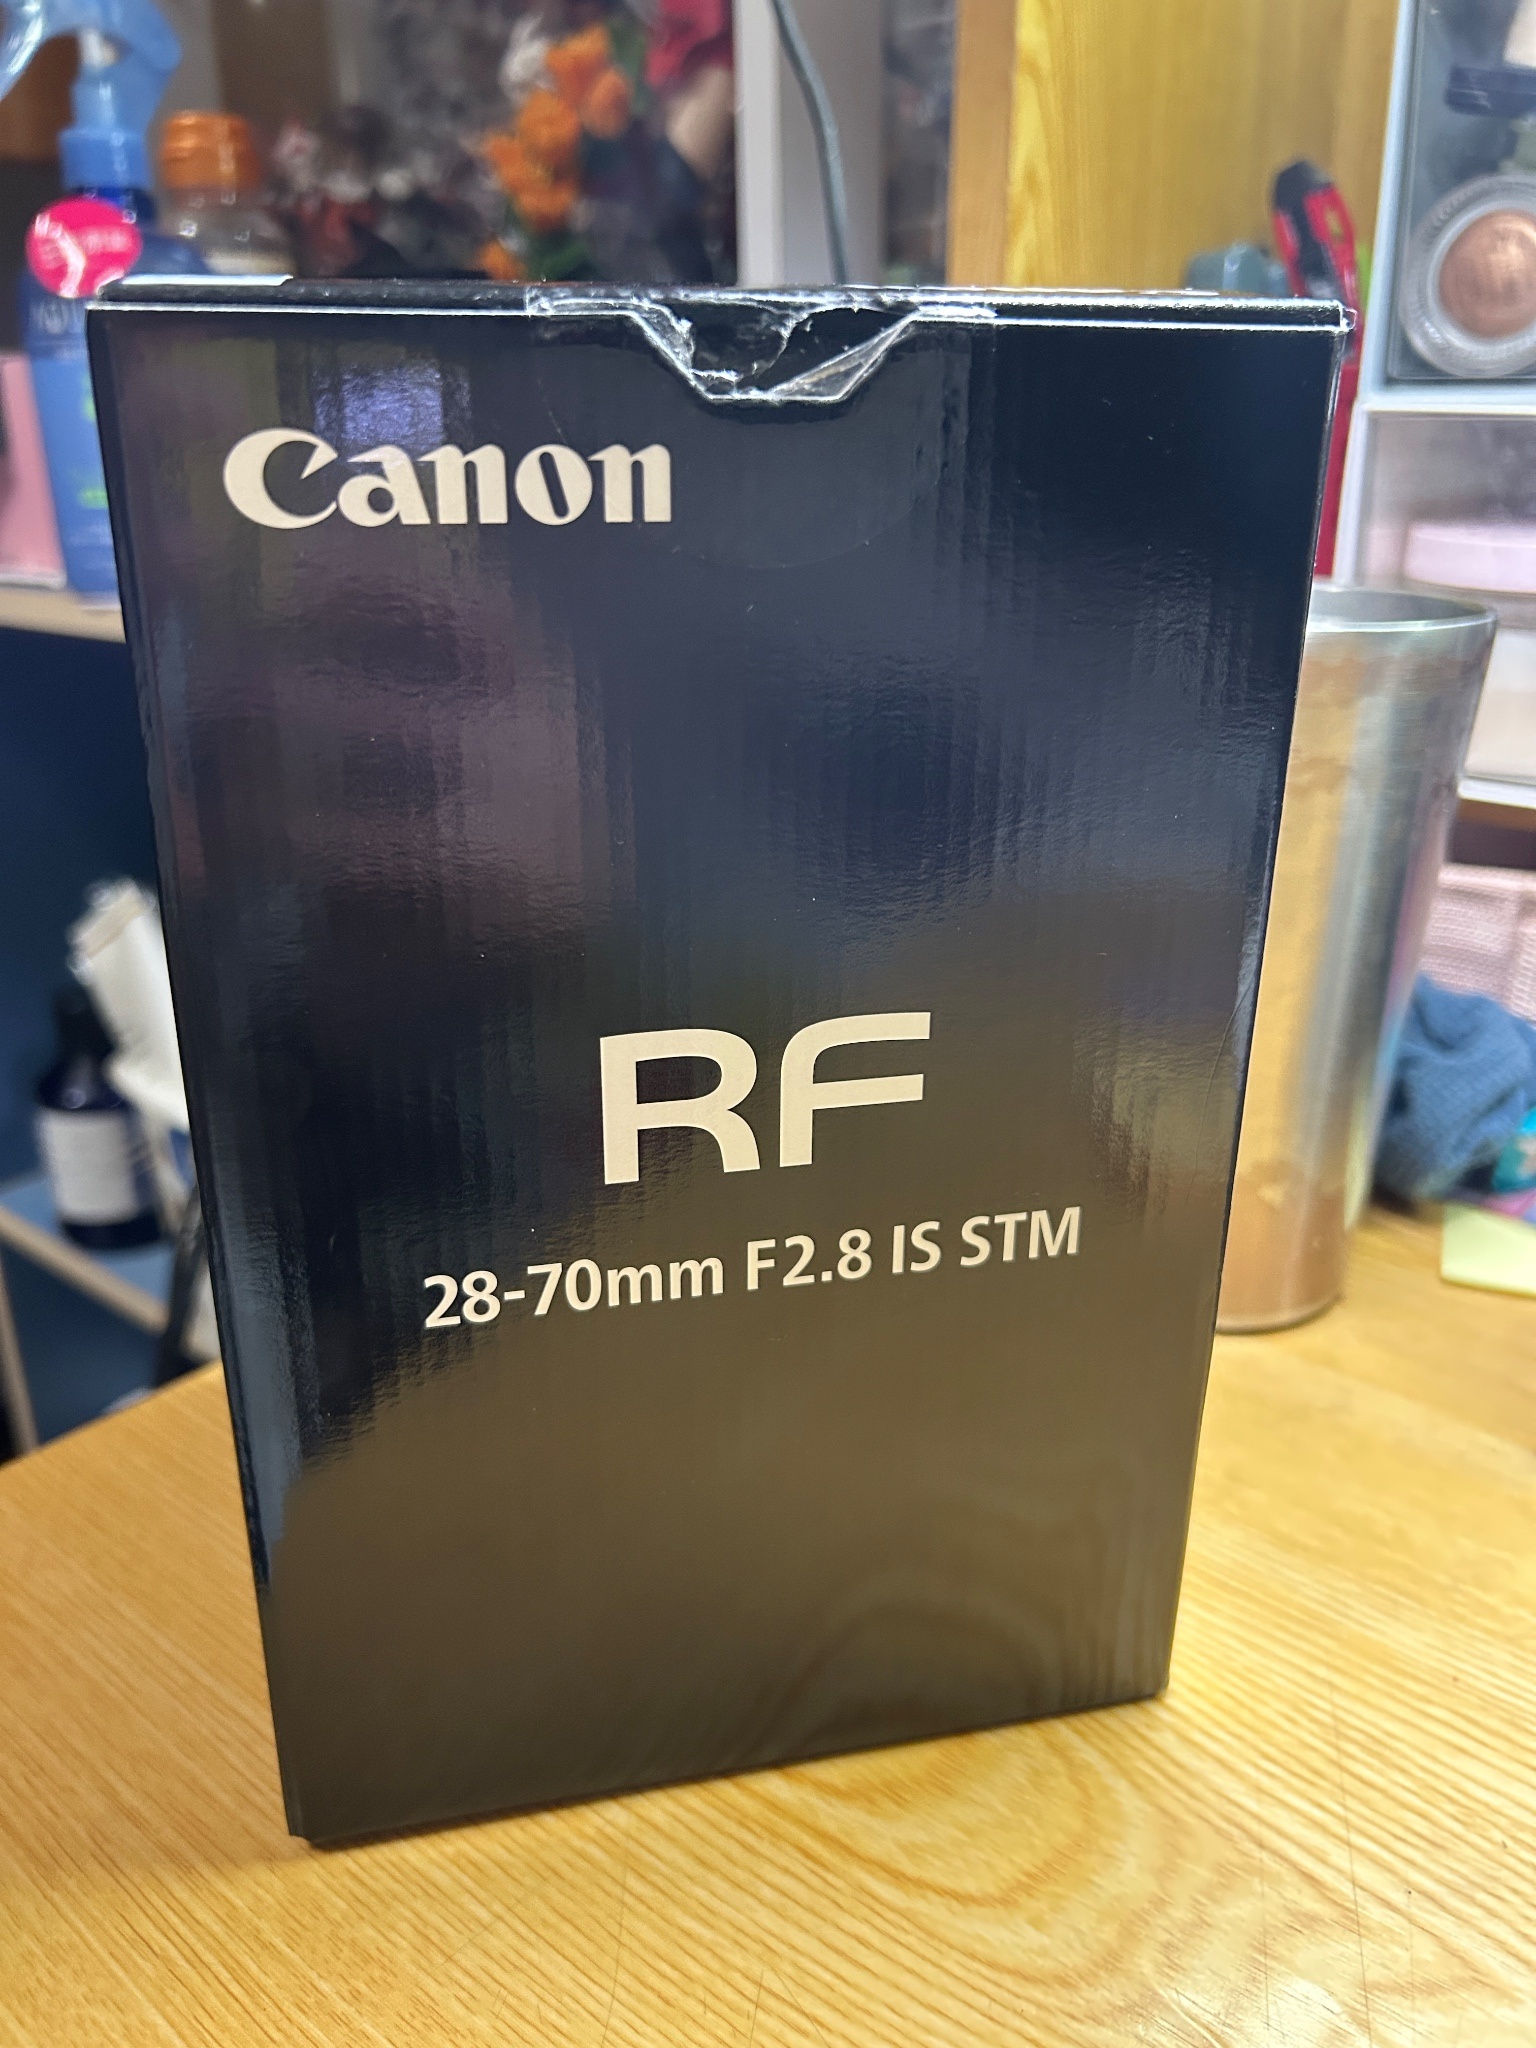 Canon
RF
28-70mm F2.8 IS STM